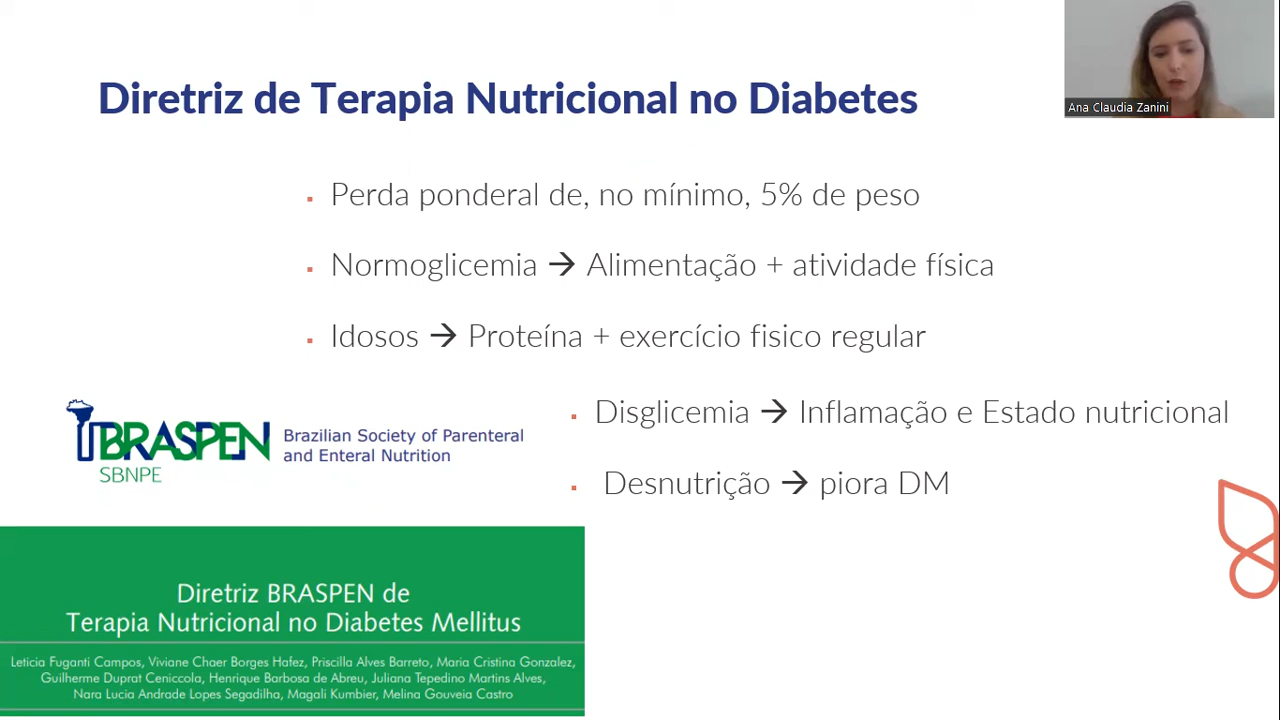 Diretriz de Terapia Nutricional no Diabetes
Ana Claudia Zanini
Perda ponderal de, no mínimo, 5% de peso
Normoglicemia → Alimentação + atividade física
Idosos → Proteína + exercício fisico regular
Disglicemia → Inflamação e Estado nutricional
Desnutrição → piora DM
BRASPEN
SBNPE
Brazilian Society of Parenteral
and Enteral Nutrition
Diretriz BRASPEN de
Terapia Nutricional no Diabetes Mellitus
Leticia Fuganti Campos, Viviane Chaer Borges Hafez, Priscilla Alves Barreto, Maria Cristina Gonzalez,
Guilherme Duprat Ceniccola, Henrique Barbosa de Abreu, Juliana Tepedino Martins Alves,
Nara Lucia Andrade Lopes Segadilha, Magali Kumbier, Melina Gouveia Castro